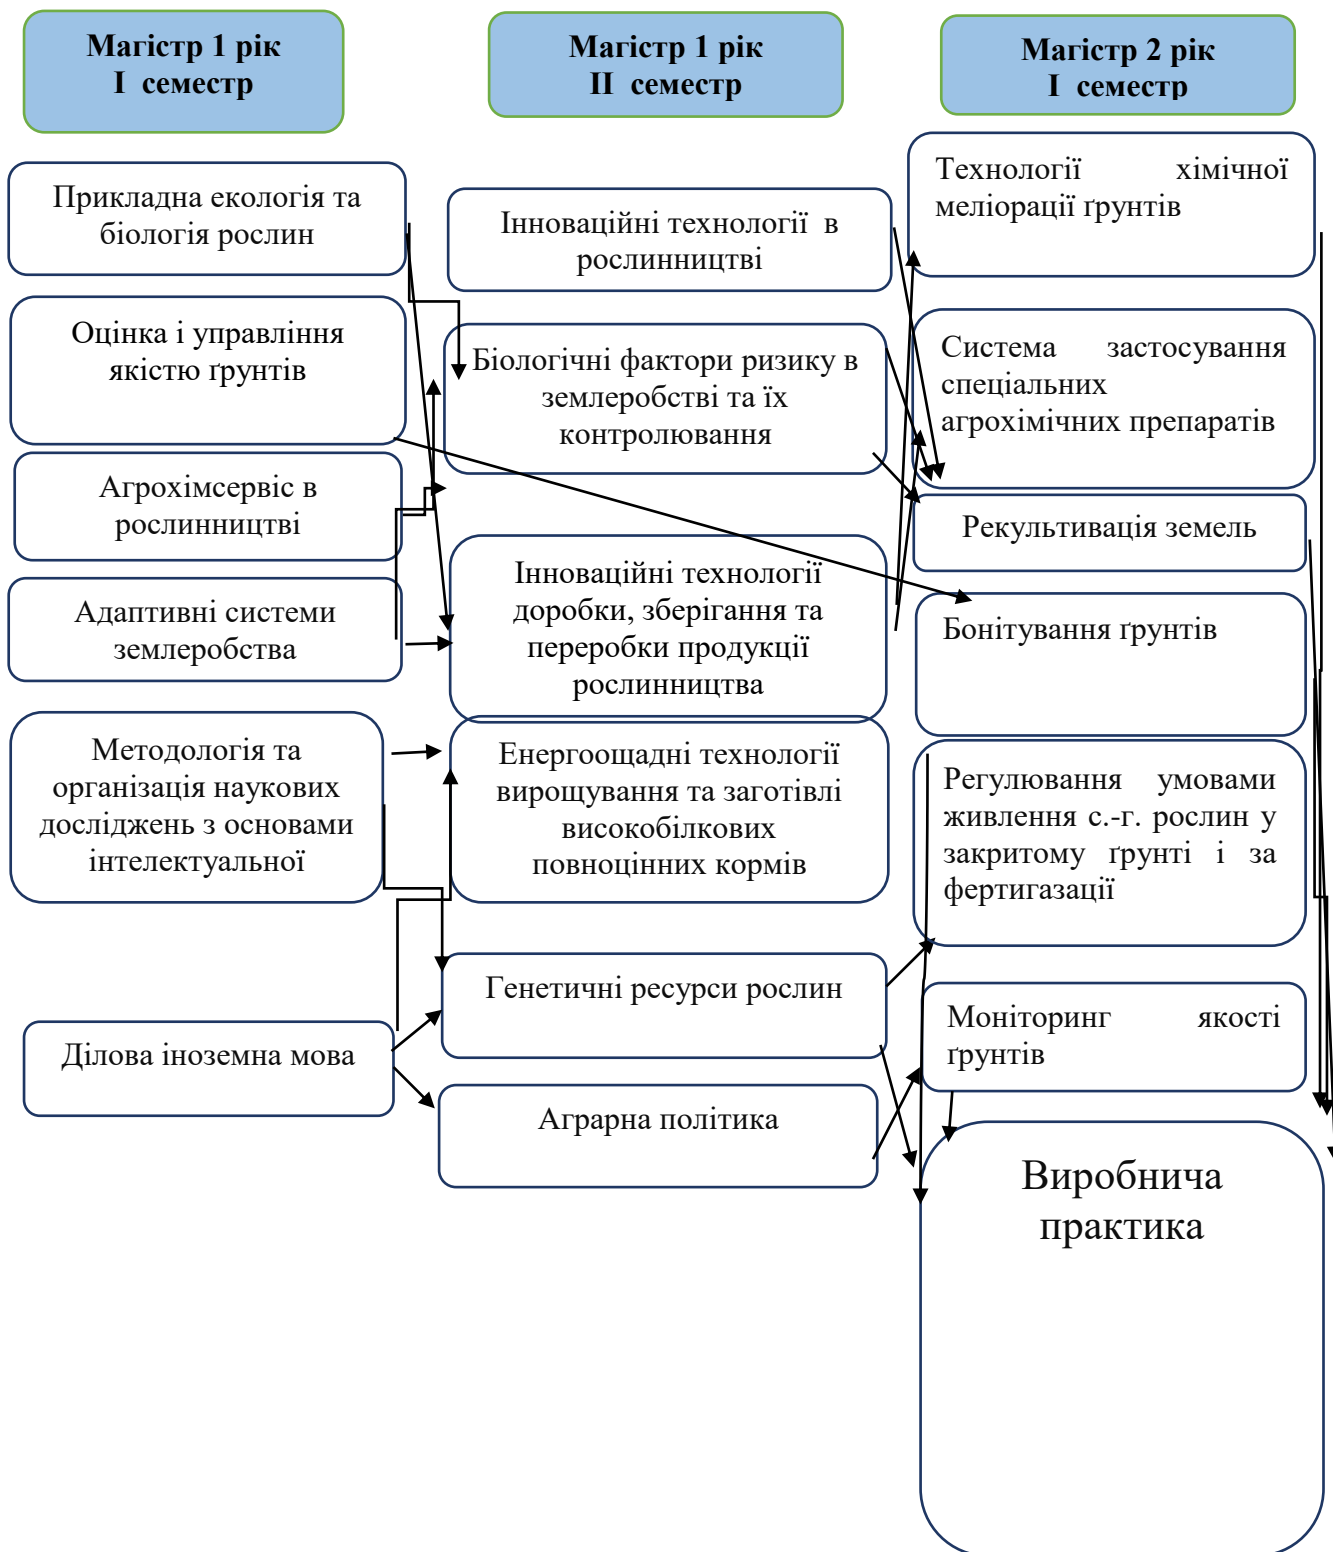 Магістр 1 рік
І семестр
Прикладна екологія та
біологія рослин
Оцінка і управління
якістю ґрунтів
Агрохімсервіс в
рослинництві
Адаптивні системи
землеробства
Методологія та
організація наукових
досліджень з основами
інтелектуальної
Ділова іноземна мова
Магістр 1 рік
ІІ семестр
Інноваційні технології в
рослинництві
Біологічні фактори ризику в
землеробстві та їх
контролювання
Інноваційні технології
доробки, зберігання та
переробки продукції
рослинництва
Енергоощадні технології
вирощування та заготівлі
високобілкових
повноцінних кормів
Генетичні ресурси рослин
Аграрна політика
Магістр 2 рік
І семестр
Технології хімічної
меліорації ґрунтів
Система застосування
спеціальних
агрохімічних препаратів
Рекультивація земель
Бонітування ґрунтів
Регулювання умовами
живлення с.-г. рослин у
закритому ґрунті і за
фертигазації
Моніторинг якості
ґрунтів
Виробнича
практика